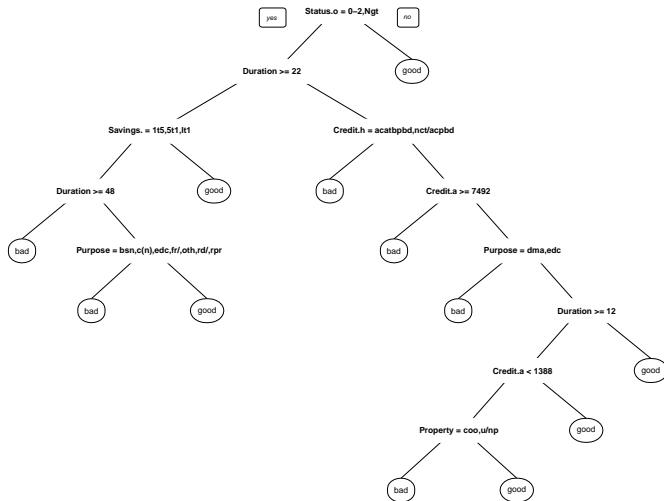 yes
Status.o = 0−2,Ngt
no
Duration >= 22
good
Savings. = 1t5,5t1,lt1
Credit.h = acatbpbd,nct/acpbd
Duration >= 48
good
bad
Credit.a >= 7492
bad
Purpose = bsn,c(n),edc,fr/,oth,rd/,rpr
bad
Purpose = dma,edc
bad
good
bad
Duration >= 12
Credit.a < 1388
good
Property = coo,u/np
good
bad
good